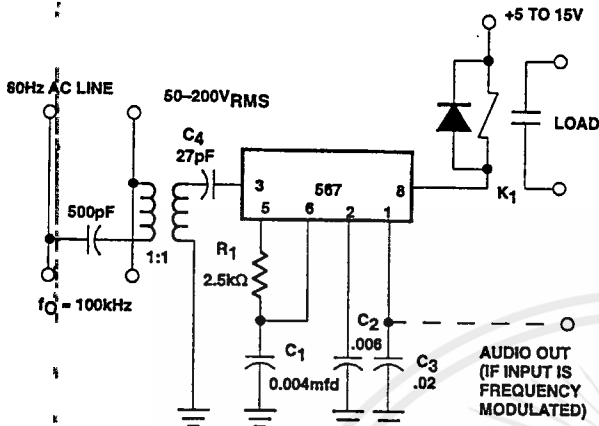 +5 TO 15V
60Hz AC LINE
50–200VRMS
C4
27pF
LOAD
3
567
8
K1
5
6
2
1
500pF
R1
1:1
2.5kΩ
fO = 100kHz
C1
C2
.006
0.004mfd
C3
.02
AUDIO OUT
(IF INPUT IS
FREQUENCY
MODULATED)